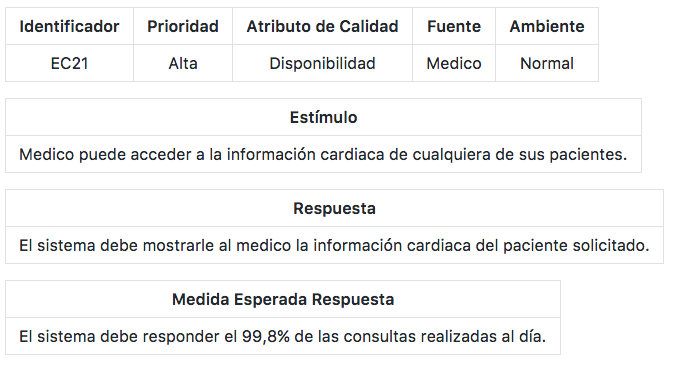 Identificador Prioridad Atributo de Calidad Fuente Ambiente
EC21 Alta Disponibilidad Medico Normal
Estímulo
Medico puede acceder a la información cardiaca de cualquiera de sus pacientes.
Respuesta
El sistema debe mostrarle al medico la información cardiaca del paciente solicitado.
Medida Esperada Respuesta
El sistema debe responder el 99,8% de las consultas realizadas al día.